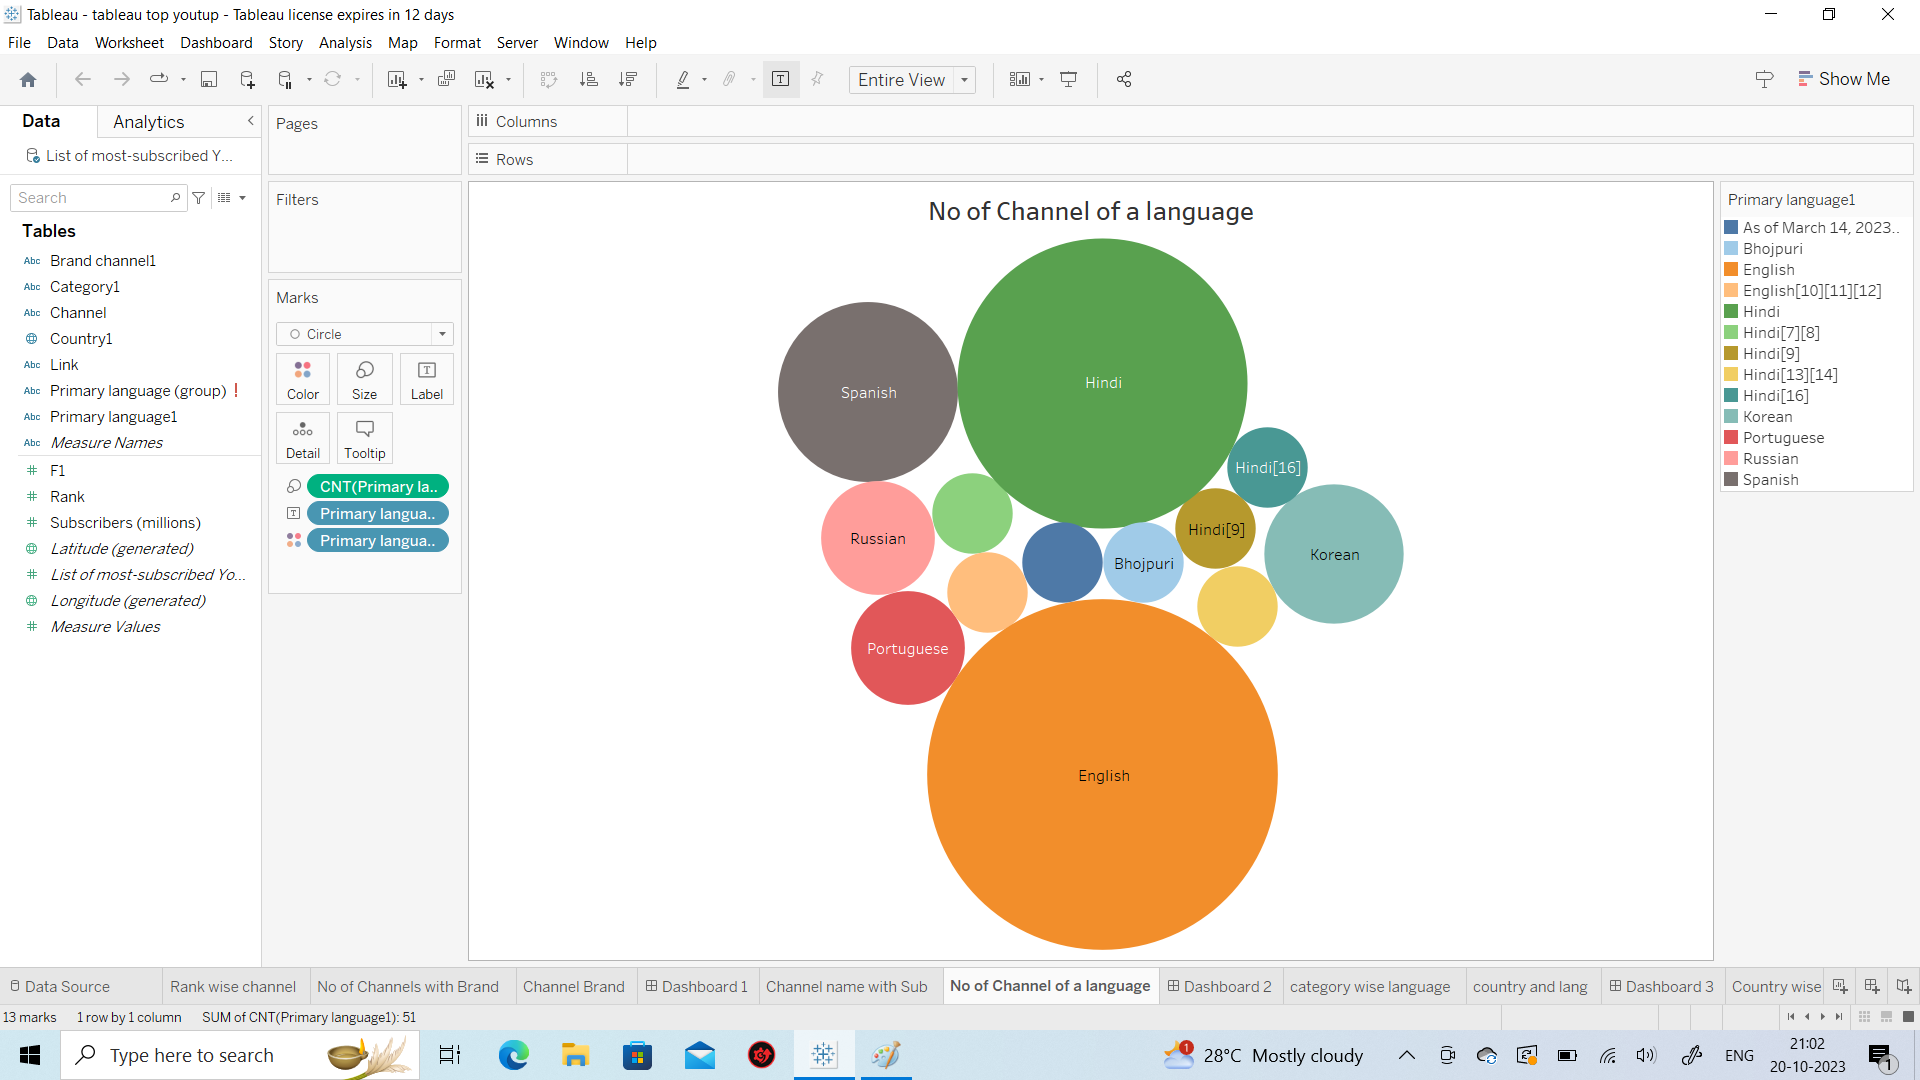 Tableau - tableau top youtup - Tableau license expires in 12 days
File Data Worksheet Dashboard Story Analysis Map Format Server Window Help
Entire View
Show Me
Data Analytics
List of most-subscribed Y...
Search
Tables
Abc Brand channel1
Abc Category1
Abc Channel
Country1
Abc Link
Abc Primary language (group) !
Abc Primary language1
Abc Measure Names
# F1
# Rank
# Subscribers (millions)
Latitude (generated)
# List of most-subscribed Yo...
Longitude (generated)
# Measure Values
Pages
Filters
Marks
Circle
Color Size Label
Detail Tooltip
CNT(Primary la..
Primary langua..
Primary langua..
Columns
Rows
No of Channel of a language
Hindi
Spanish
Hindi[16]
Hindi[9]
Russian
Korean
Bhojpuri
Portuguese
English
Primary language1
As of March 14, 2023..
Bhojpuri
English
English[10][11][12]
Hindi
Hindi[7][8]
Hindi[9]
Hindi[13][14]
Hindi[16]
Korean
Portuguese
Russian
Spanish
Data Source Rank wise channel No of Channels with Brand Channel Brand Dashboard 1 Channel name with Sub No of Channel of a language Dashboard 2 category wise language country and lang Dashboard 3 Country wise
13 marks 1 row by 1 column SUM of CNT(Primary language1): 51
Type here to search
1
28°C Mostly cloudy
ENG
21:02
20-10-2023
1